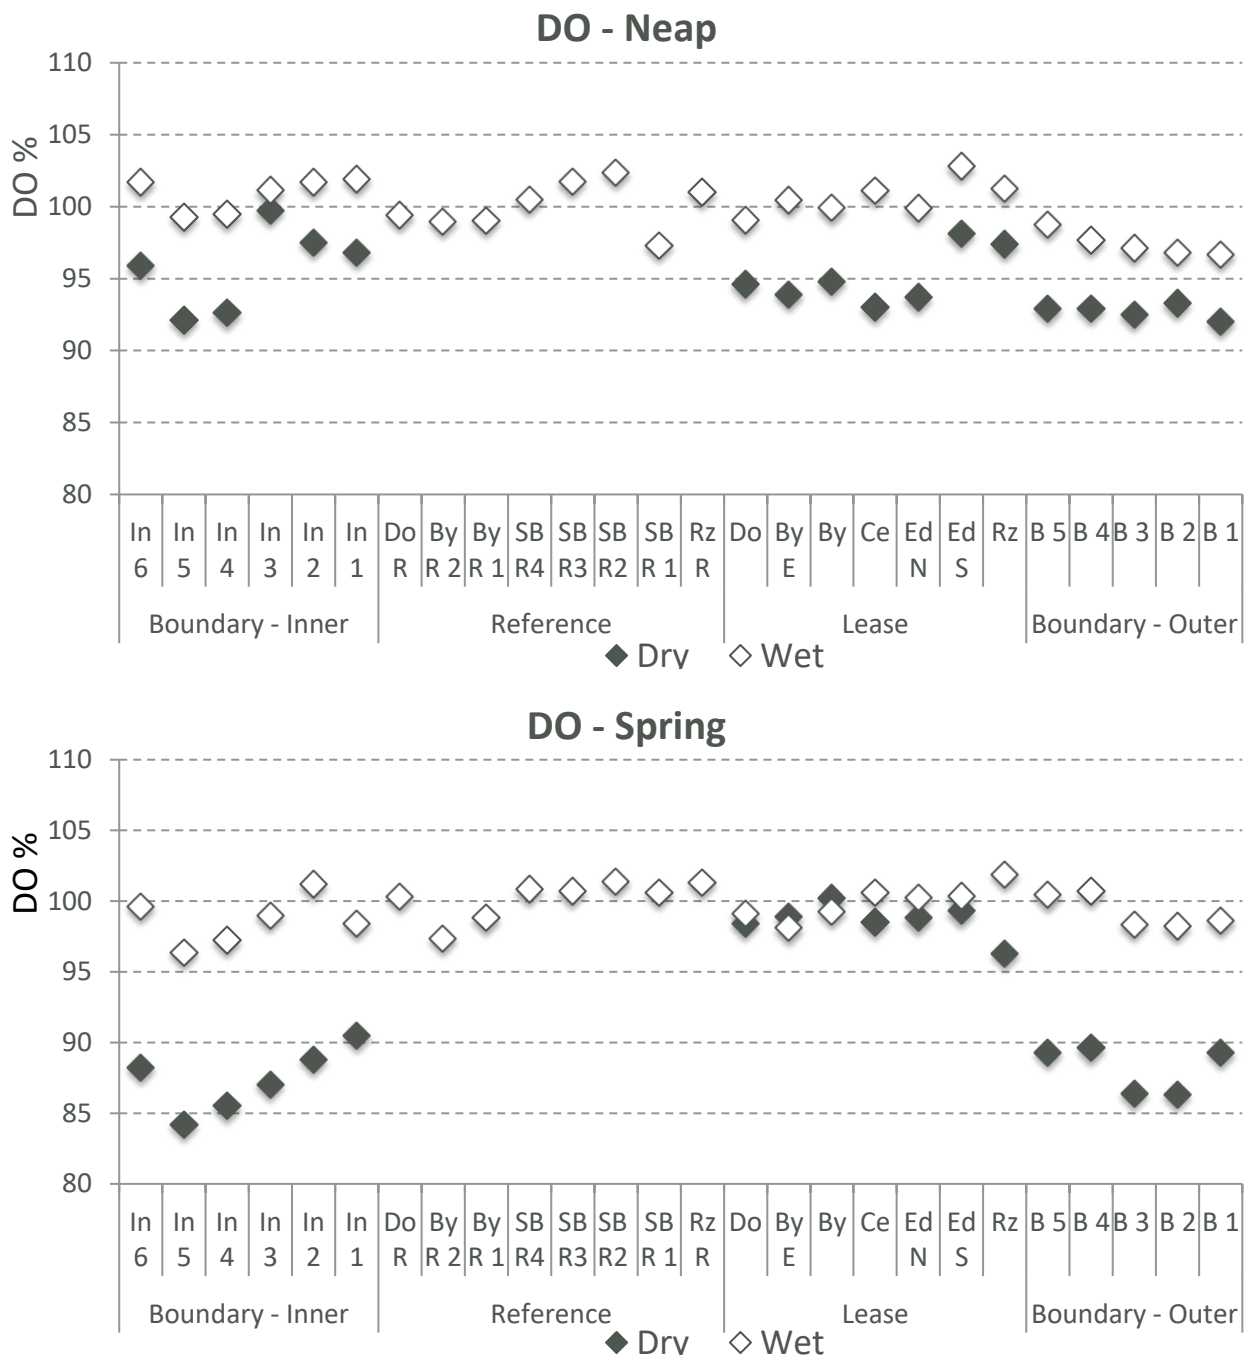 DO - Neap
110
105
100
95
90
85
80
DO %
In 6 In 5 In 4 In 3 In 2 In 1 Do R By R 2 By R 1 SB R4 SB R3 SB R2 SB R 1 Rz R Do By E By Ce Ed N Ed S Rz B 5 B 4 B 3 B 2 B 1
Boundary - Inner Reference Lease Boundary - Outer
Dry Wet
DO - Spring
110
105
100
95
90
85
80
DO %
In 6 In 5 In 4 In 3 In 2 In 1 Do R By R 2 By R 1 SB R4 SB R3 SB R2 SB R 1 Rz R Do By E By Ce Ed N Ed S Rz B 5 B 4 B 3 B 2 B 1
Boundary - Inner Reference Lease Boundary - Outer
Dry Wet